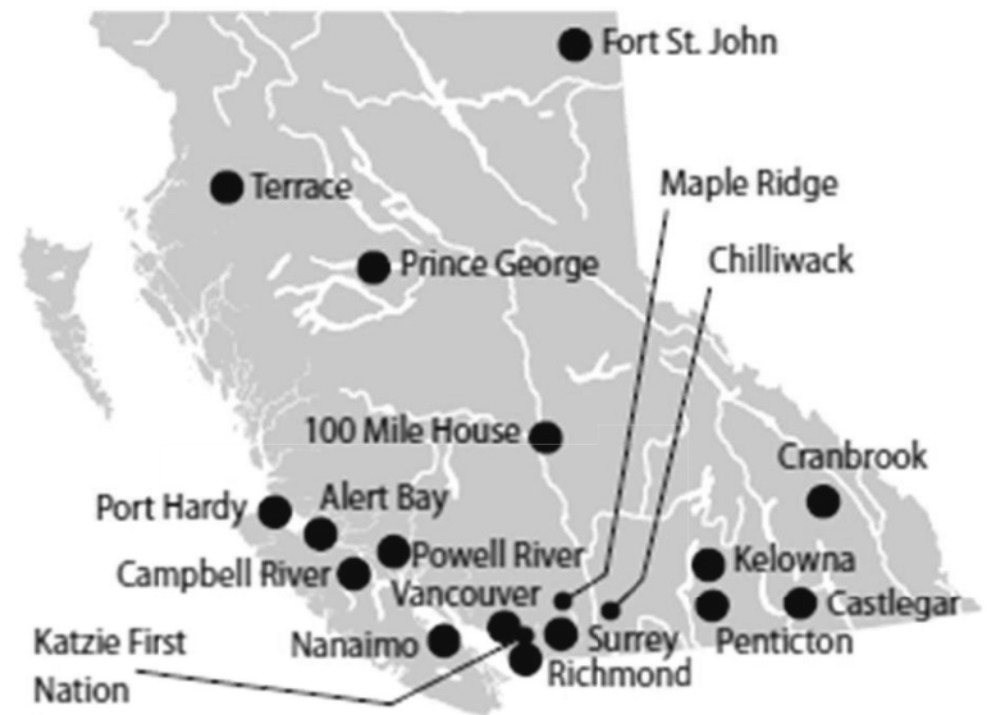 Fort St. John
Maple Ridge
Terrace
Chilliwack
Prince George
100 Mile House
Cranbrook
Port Hardy
Alert Bay
Powell River
Kelowna
Campbell River
Vancouver
Castlegar
Katzie First
Nation
Nanaimo
Surrey
Penticton
Richmond